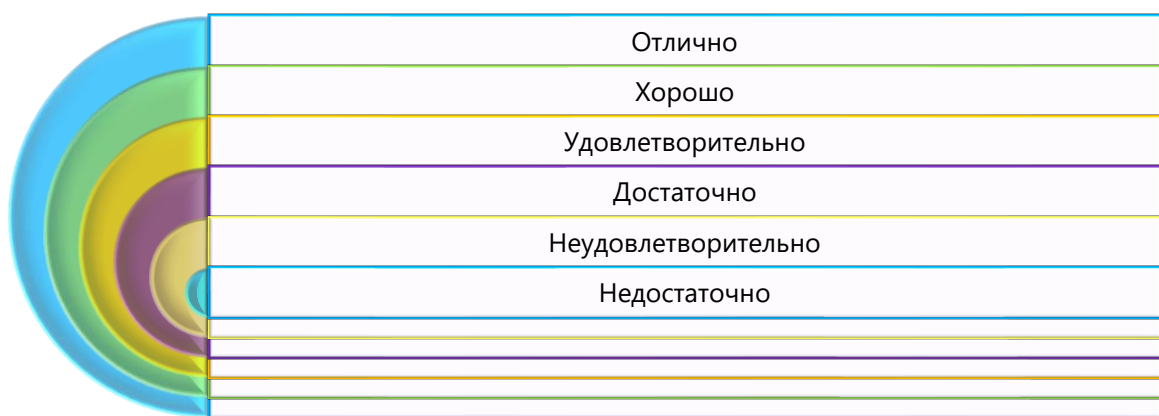 Отлично
Хорошо
Удовлетворительно
Достаточно
Неудовлетворительно
Недостаточно